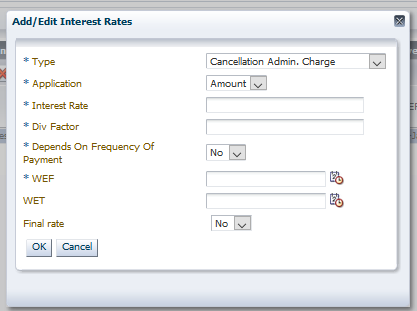 Add/Edit Interest Rates
* Type Cancellation Admin. Charge
* Application Amount
* Interest Rate
* Div Factor
* Depends On Frequency Of
Payment No
* WEF
WET
Final rate No
OK Cancel